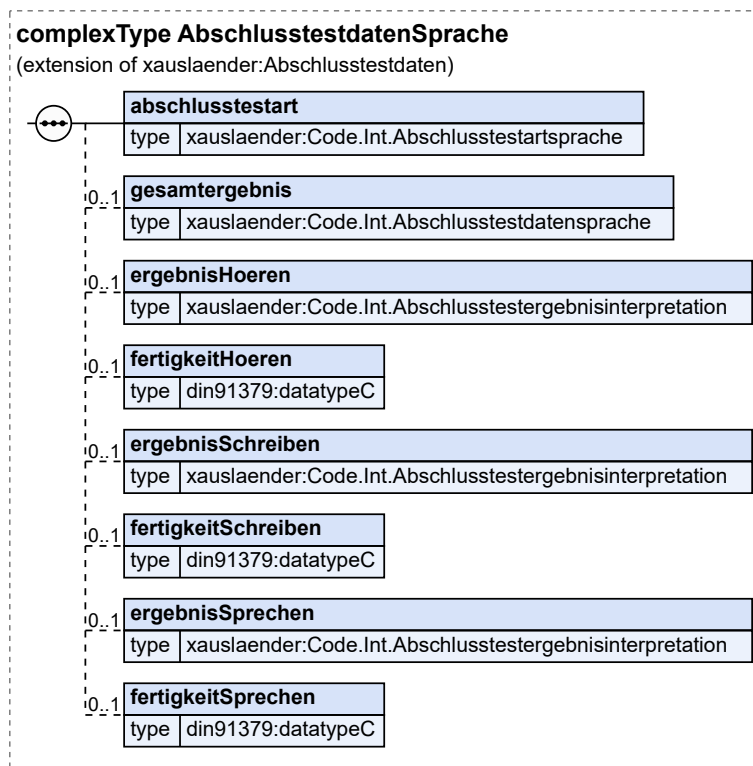 complexType AbschlusstestdatenSprache
(extension of xauslaender:Abschlusstestdaten)
abschlusstestart
type xauslaender:Code.Int.Abschlusstestartsprache
0..1 gesamtergebnis
type xauslaender:Code.Int.Abschlusstestdatensprache
0..1 ergebnisHoeren
type xauslaender:Code.Int.Abschlusstestergebnisinterpretation
0..1 fertigkeitHoeren
type din91379:datatypeC
0..1 ergebnisSchreiben
type xauslaender:Code.Int.Abschlusstestergebnisinterpretation
0..1 fertigkeitSchreiben
type din91379:datatypeC
0..1 ergebnisSprechen
type xauslaender:Code.Int.Abschlusstestergebnisinterpretation
0..1 fertigkeitSprechen
type din91379:datatypeC